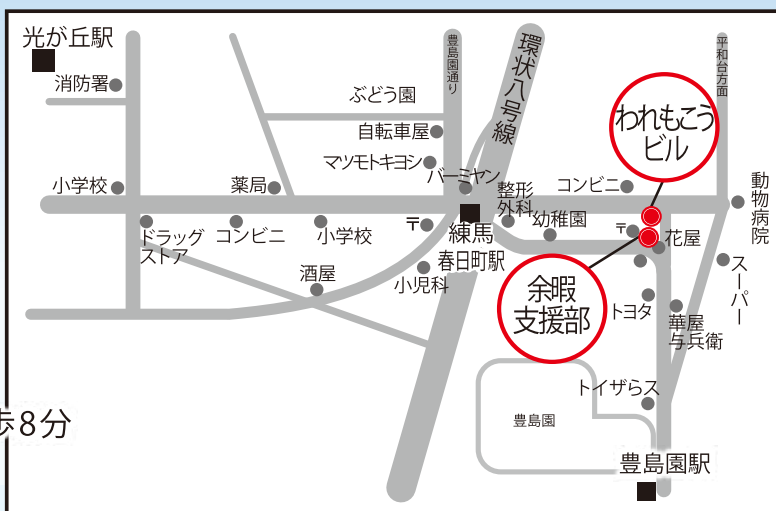 光が丘駅
消防署
豊島園通り
環状八号線
平和台方面
ぶどう園
自転車屋
マツモトキヨシ
バーミヤン
われもこう
ビル
小学校
薬局
整形
外科
コンビニ
動物病院
ドラッグ
ストア
コンビニ
小学校
〒
練馬
春日町駅
幼稚園
〒
花屋
酒屋
小児科
余暇
支援部
トヨタ
華屋
与兵衛
スーパー
トイザらス
豊島園
歩8分
豊島園駅